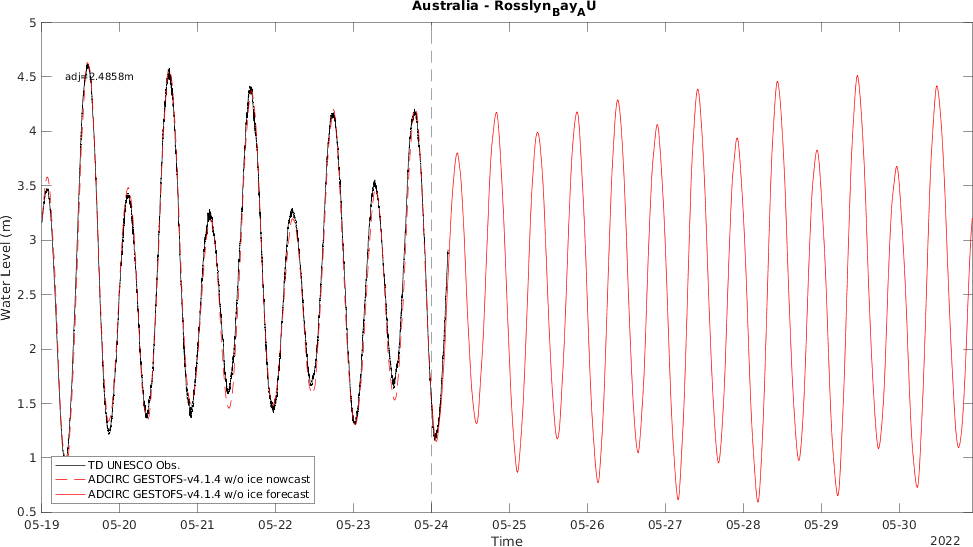 Australia - RosslynBayAU
5
4.5
4
3.5
3
2.5
2
1.5
1
0.5
Water Level (m)
adj=2.4858m
TD UNESCO Obs.
ADCIRC GESTOFS-v4.1.4 w/o ice nowcast
ADCIRC GESTOFS-v4.1.4 w/o ice forecast
05-19 05-20 05-21 05-22 05-23 05-24 05-25 05-26 05-27 05-28 05-29 05-30
Time
2022